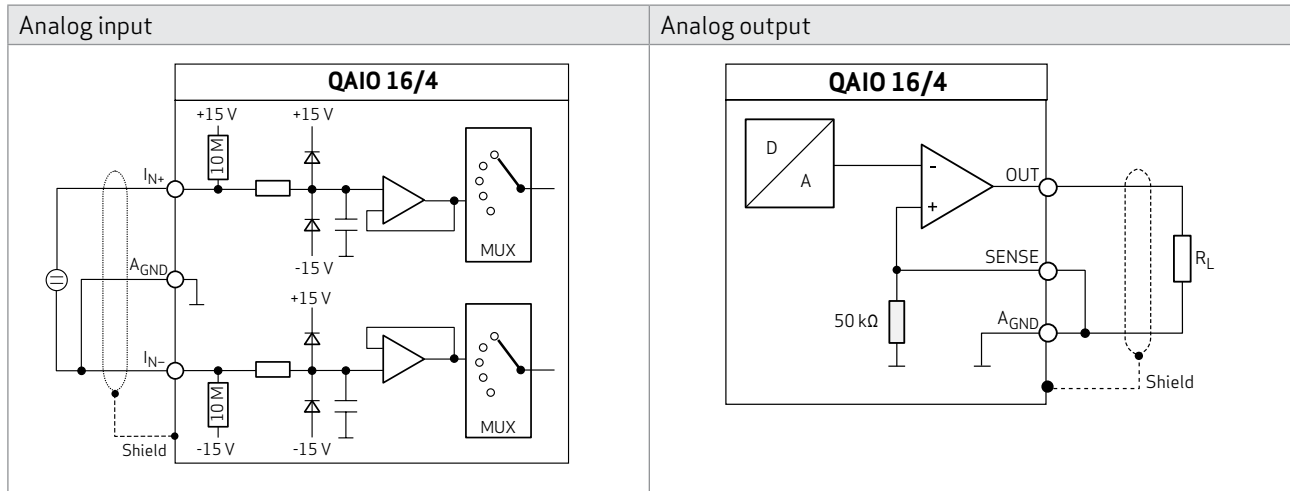 Analog input
Analog output
QAIO 16/4
+15 V
+15 V
10 M
IN+
MUX
-15 V
AGND
+15 V
IN−
10 M
MUX
Shield
-15 V
-15 V
QAIO 16/4
D
A
-
+
OUT
SENSE
RL
50 kΩ
AGND
Shield